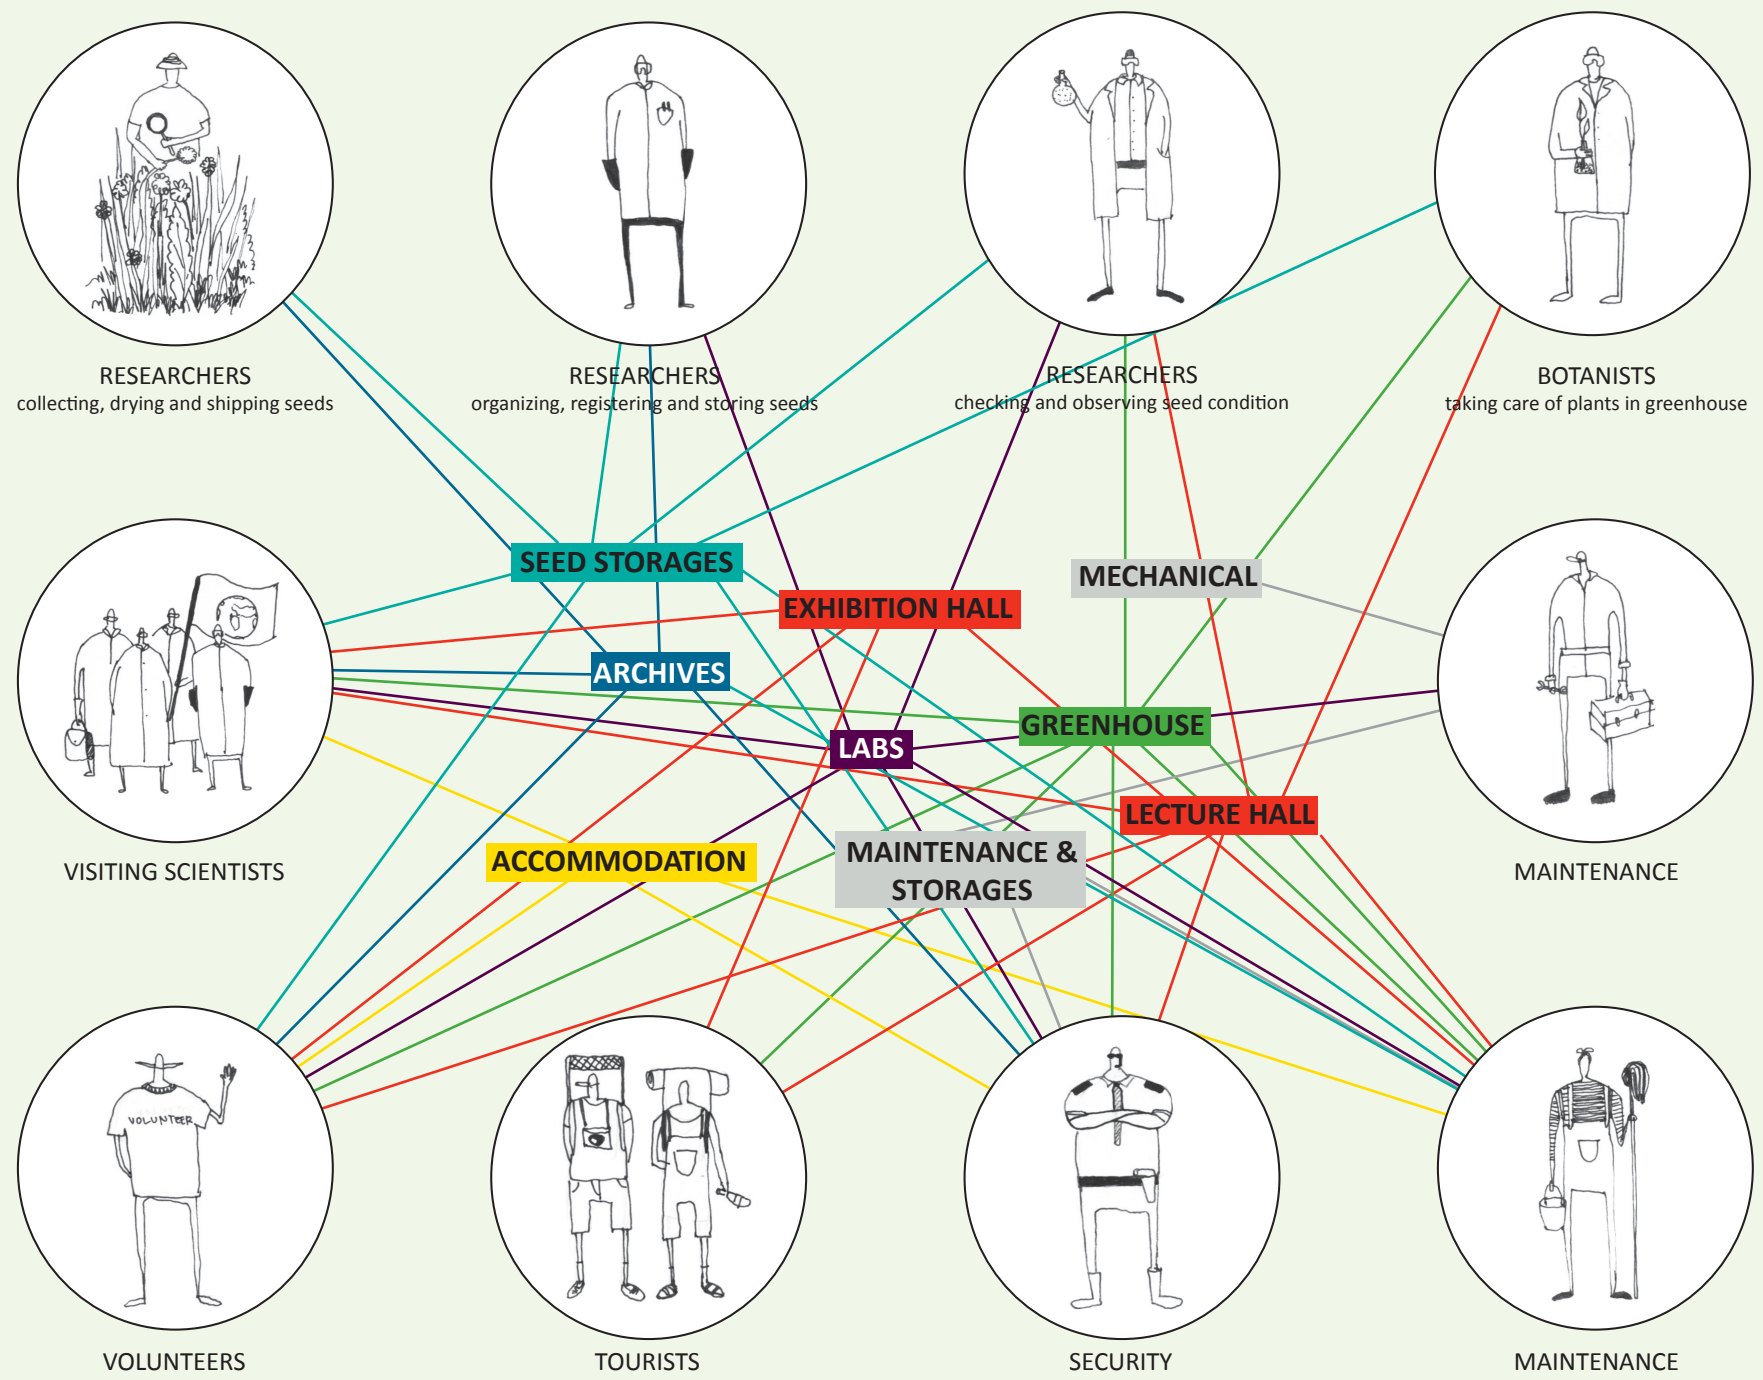 RESEARCHERS
collecting, drying and shipping seeds
RESEARCHERS
organizing, registering and storing seeds
RESEARCHERS
checking and observing seed condition
BOTANISTS
taking care of plants in greenhouse
SEED STORAGES
MECHANICAL
EXHIBITION HALL
ARCHIVES
GREENHOUSE
LABS
LECTURE HALL
ACCOMMODATION
MAINTENANCE &
STORAGES
VISITING SCIENTISTS
MAINTENANCE
VOLUNTEER
VOLUNTEERS
TOURISTS
SECURITY
MAINTENANCE